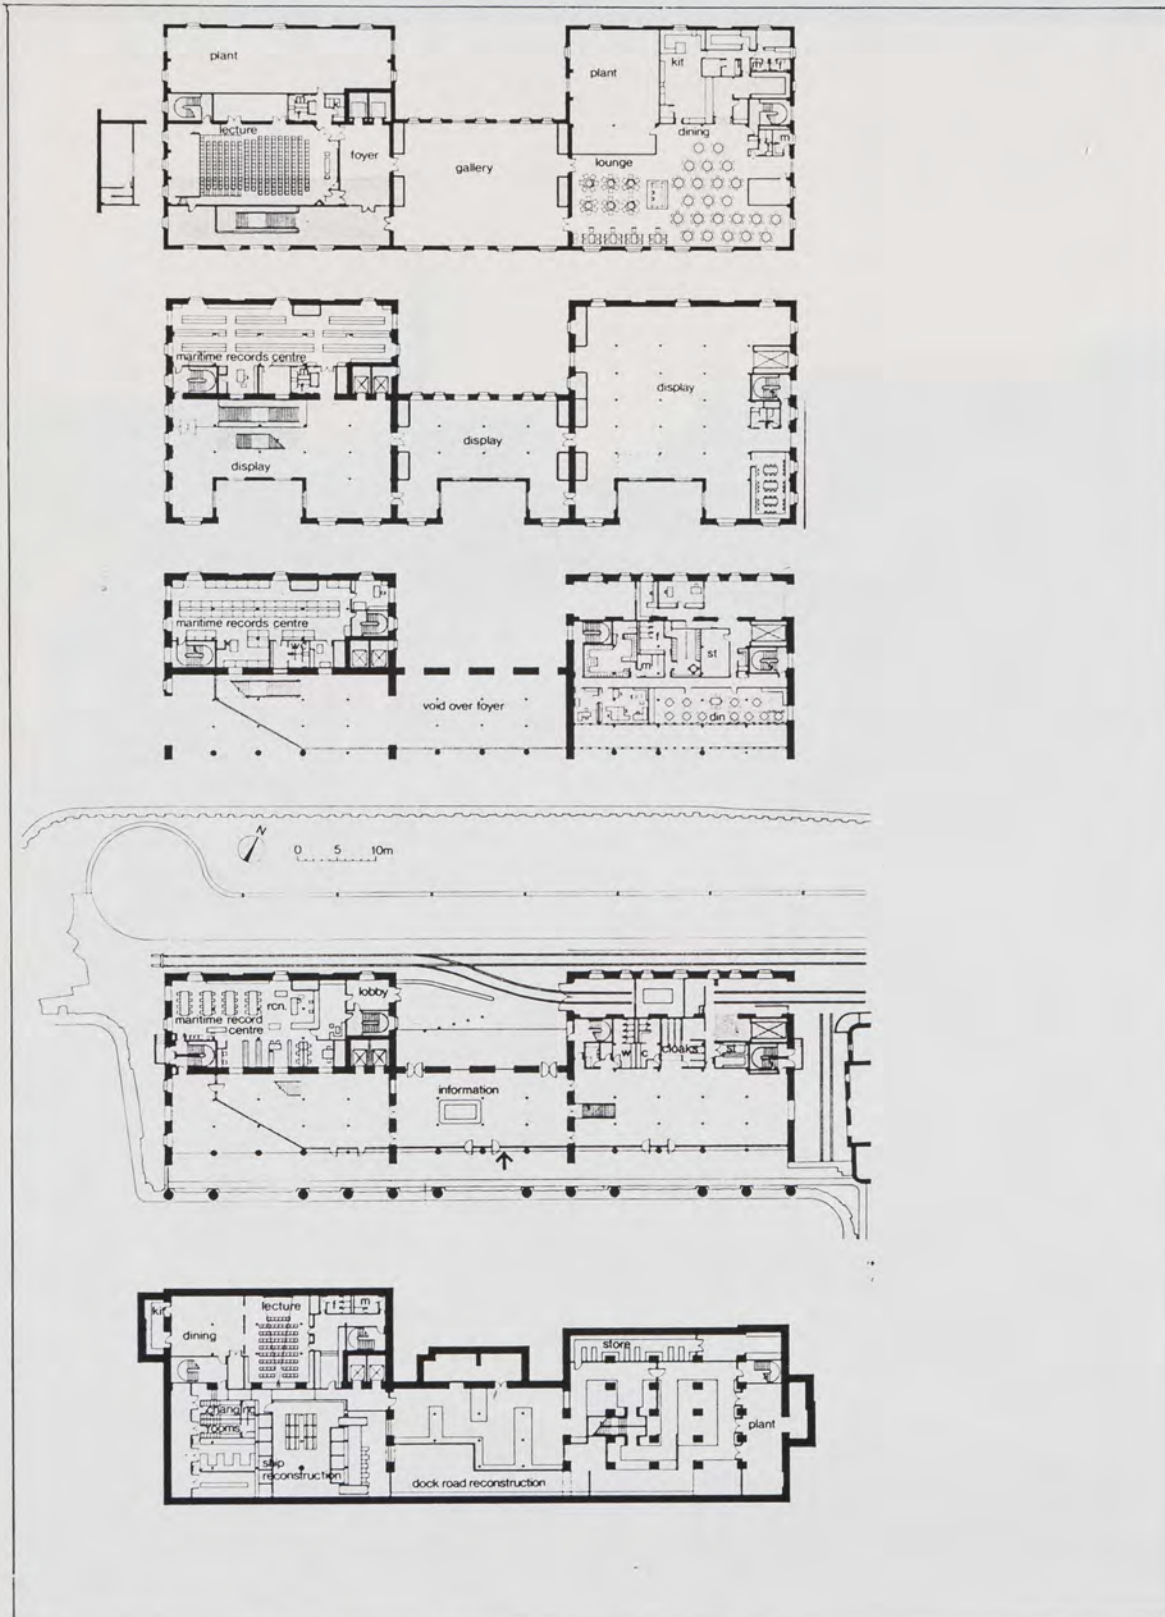 plant
plant
kit
m
f
lecture
dining
m
foyer
lounge
gallery
maritime records centre
display
display
display
maritime records centre
f
m
st
void over foyer
din
N
0 5 10m
lobby
rcn.
maritime record
centre
w c
cloaks
st
information
kit
lecture
f
m
dining
store
changing
rooms
plant
ship
reconstruction
dock road reconstruction